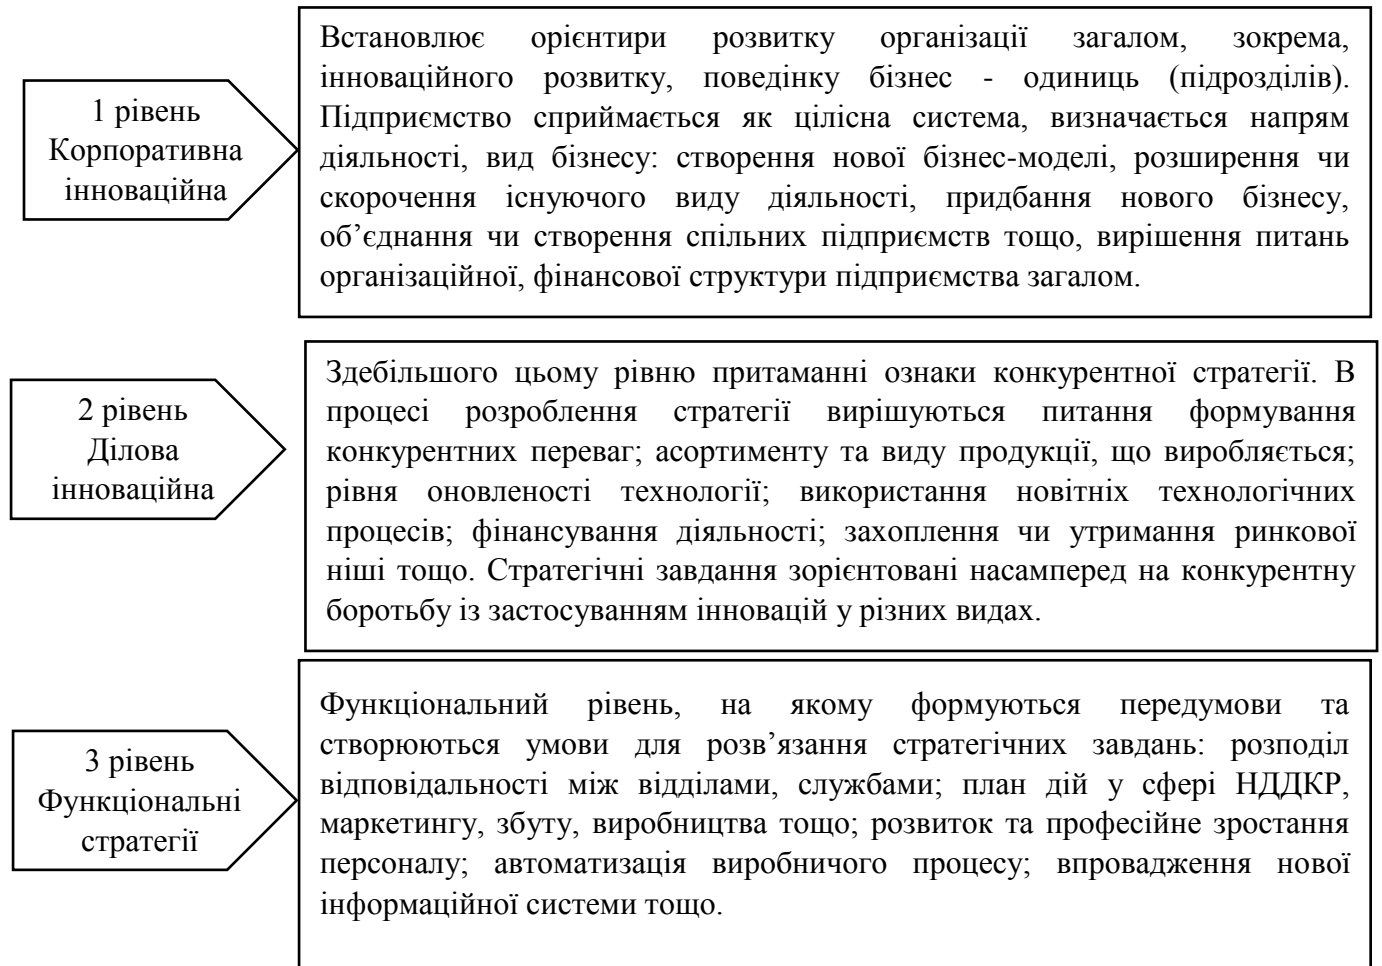 1 рівень
Корпоративна
інноваційна
Встановлює орієнтири розвитку організації загалом, зокрема,
інноваційного розвитку, поведінку бізнес - одиниць (підрозділів).
Підприємство сприймається як цілісна система, визначається напрям
діяльності, вид бізнесу: створення нової бізнес-моделі, розширення чи
скорочення існуючого виду діяльності, придбання нового бізнесу,
об’єднання чи створення спільних підприємств тощо, вирішення питань
організаційної, фінансової структури підприємства загалом.
2 рівень
Ділова
інноваційна
Здебільшого цьому рівню притаманні ознаки конкурентної стратегії. В
процесі розроблення стратегії вирішуються питання формування
конкурентних переваг; асортименту та виду продукції, що виробляється;
рівня оновленості технології; використання новітніх технологічних
процесів; фінансування діяльності; захоплення чи утримання ринкової
ніші тощо. Стратегічні завдання зорієнтовані насамперед на конкурентну
боротьбу із застосуванням інновацій у різних видах.
3 рівень
Функціональні
стратегії
Функціональний рівень, на якому формуються передумови та
створюються умови для розв’язання стратегічних завдань: розподіл
відповідальності між відділами, службами; план дій у сфері НДДКР,
маркетингу, збуту, виробництва тощо; розвиток та професійне зростання
персоналу; автоматизація виробничого процесу; впровадження нової
інформаційної системи тощо.